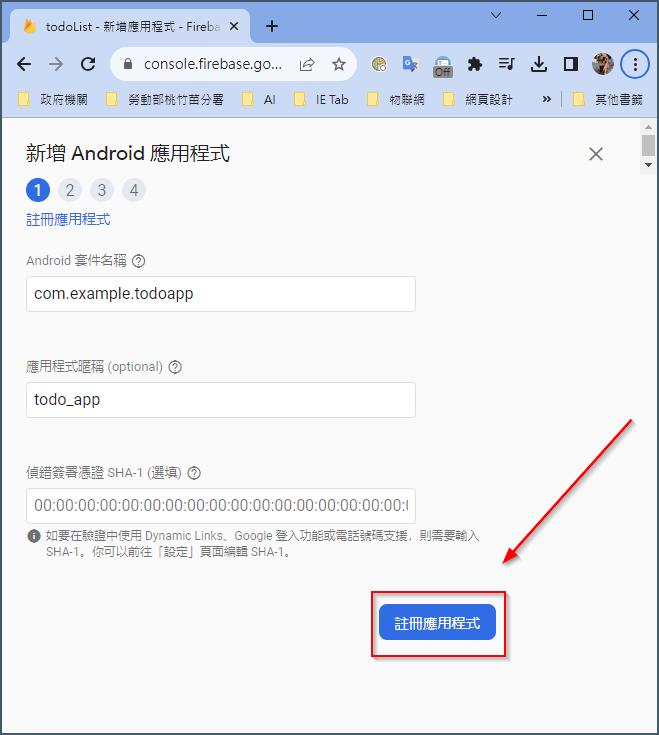 todoList - 新增應用程式 - Fireba
console.firebase.go...
Off
政府機關
勞動部桃竹苗分署
AI
IE Tab
物聯網
網頁設計
»
其他書籤
新增 Android 應用程式
1 2 3 4
註冊應用程式
Android 套件名稱
com.example.todoapp
應用程式暱稱 (optional)
todo_app
偵錯簽署憑證 SHA-1 (選填)
00:00:00:00:00:00:00:00:00:00:00:00:00:00:00:00:00:0
如要在驗證中使用 Dynamic Links、Google 登入功能或電話號碼支援，則需要輸入
SHA-1。你可以前往「設定」頁面編輯 SHA-1。
註冊應用程式